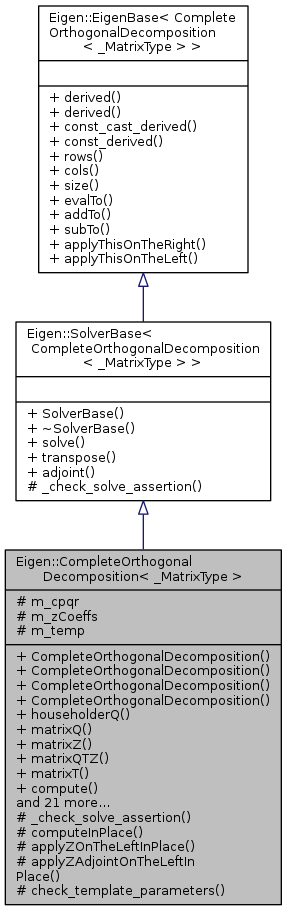 Eigen::EigenBase< Complete
OrthogonalDecomposition
< _MatrixType > >
+ derived()
+ derived()
+ const_cast_derived()
+ const_derived()
+ rows()
+ cols()
+ size()
+ evalTo()
+ addTo()
+ subTo()
+ applyThisOnTheRight()
+ applyThisOnTheLeft()
Eigen::SolverBase<
CompleteOrthogonalDecomposition
< _MatrixType > >
+ SolverBase()
+ ~SolverBase()
+ solve()
+ transpose()
+ adjoint()
# _check_solve_assertion()
Eigen::CompleteOrthogonal
Decomposition< _MatrixType >
# m_cpqr
# m_zCoeffs
# m_temp
+ CompleteOrthogonalDecomposition()
+ CompleteOrthogonalDecomposition()
+ CompleteOrthogonalDecomposition()
+ CompleteOrthogonalDecomposition()
+ householderQ()
+ matrixQ()
+ matrixZ()
+ matrixQTZ()
+ matrixT()
+ compute()
and 21 more...
# _check_solve_assertion()
# computeInPlace()
# applyZOnTheLeftInPlace()
# applyZAdjointOnTheLeftIn
Place()
# check_template_parameters()